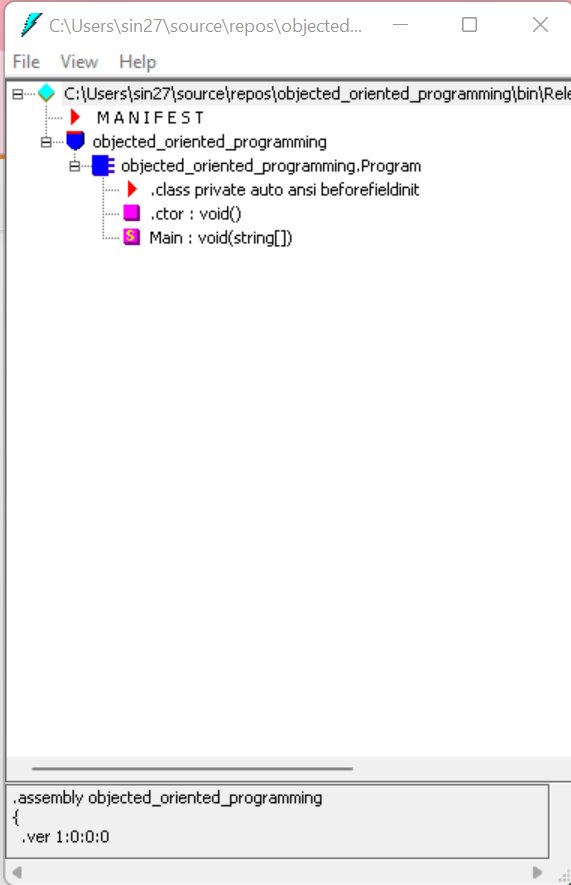 C:\Users\sin27\source\repos\objected...
File View Help
C:\Users\sin27\source\repos\objected_oriented_programming\bin\Rele
M A N I F E S T
objected_oriented_programming
objected_oriented_programming.Program
.class private auto ansi beforefieldinit
.ctor : void()
S Main : void(string[])
.assembly objected_oriented_programming
{
.ver 1:0:0:0